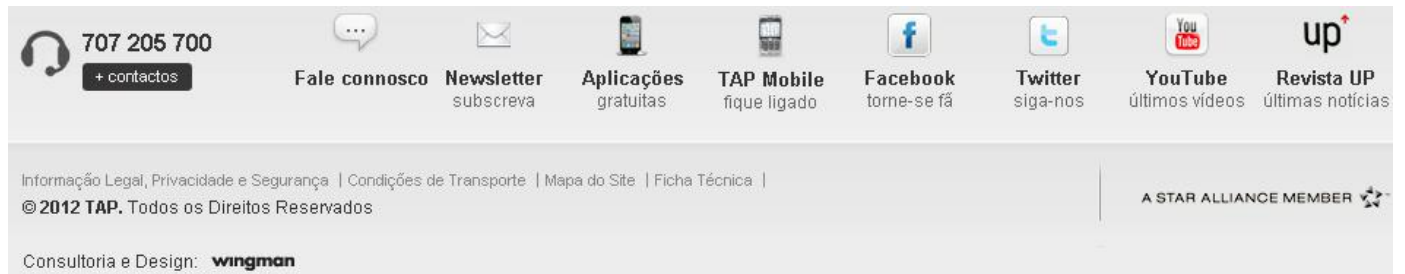 707 205 700
+ contactos
Fale connosco
Newsletter
subscreva
Aplicações
gratuitas
TAP Mobile
fique ligado
f
Facebook
torne-se fã
t
Twitter
siga-nos
You
Tube
YouTube
últimos vídeos
up
Revista UP
últimas notícias
Informação Legal, Privacidade e Segurança | Condições de Transporte | Mapa do Site | Ficha Técnica |
© 2012 TAP. Todos os Direitos Reservados
A STAR ALLIANCE MEMBER
Consultoria e Design: wingman